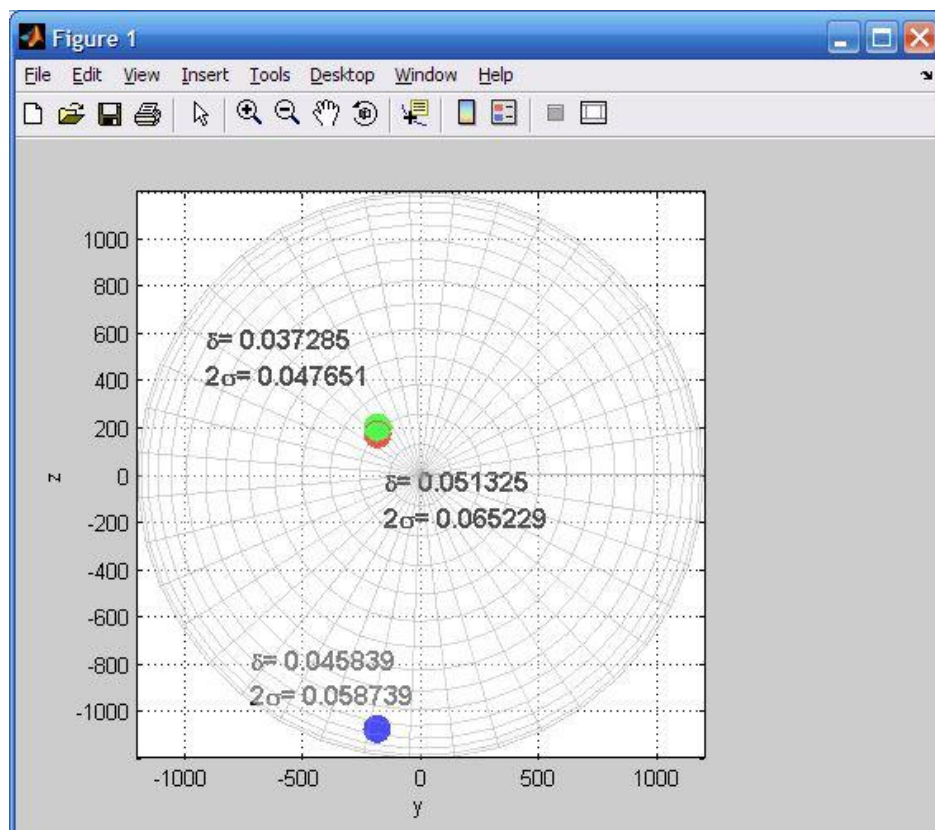 Figure 1
File Edit View Insert Tools Desktop Window Help
1000
800
600
400
200
0
-200
-400
-600
-800
-1000
z
δ= 0.037285
2σ= 0.047651
δ= 0.051325
2σ= 0.065229
δ= 0.045839
2σ= 0.058739
-1000 -500 0 500 1000
y